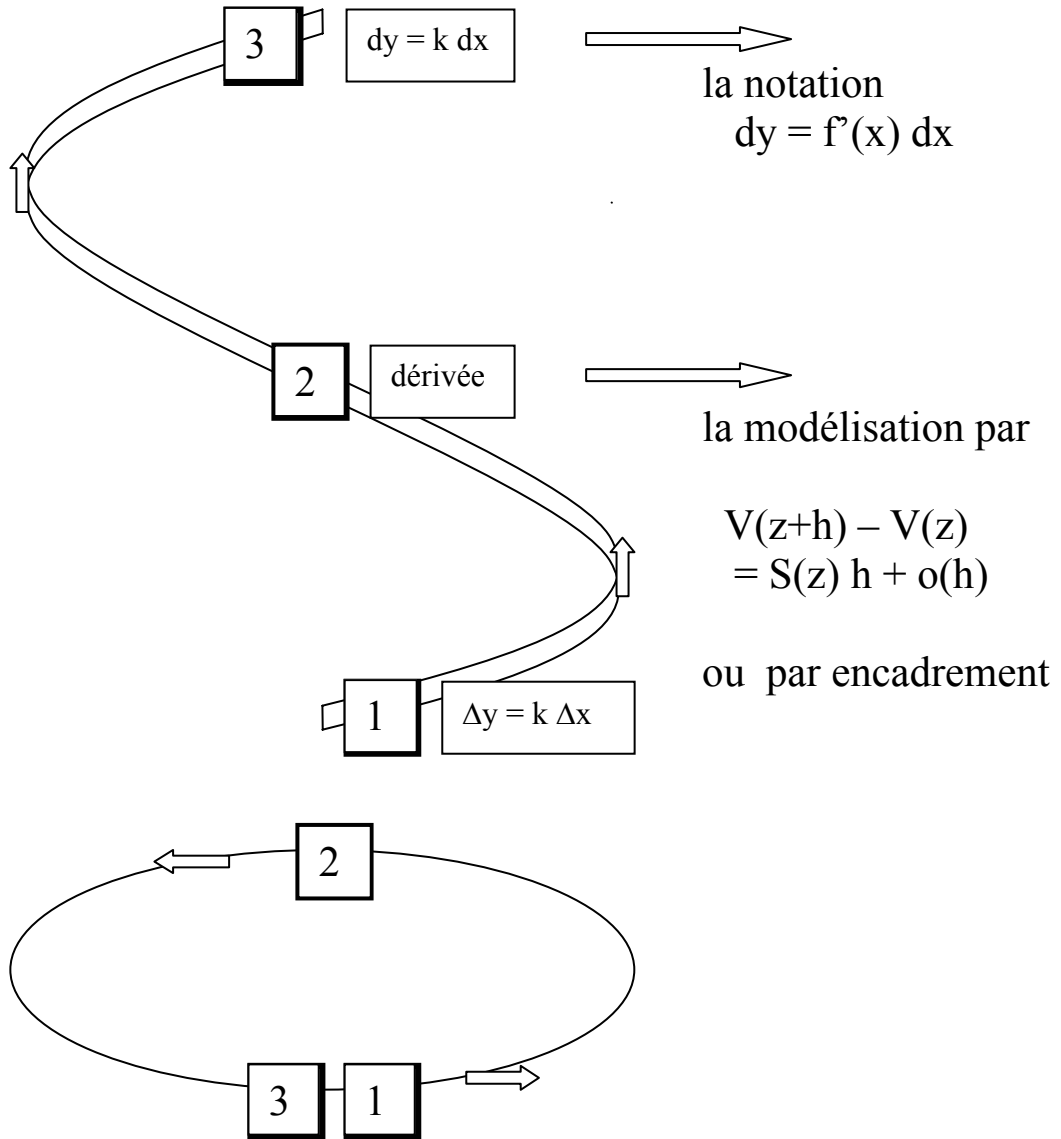 3
dy = k dx
la notation
dy = f’(x) dx
2
dérivée
la modélisation par
V(z+h) – V(z)
= S(z) h + o(h)
ou par encadrement
1
Δy = k Δx
2
3
1